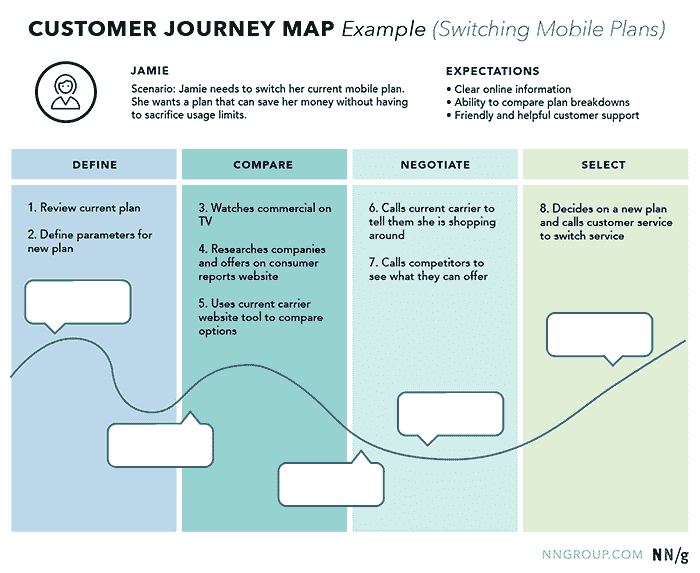 CUSTOMER JOURNEY MAP Example (Switching Mobile Plans)
JAMIE
Scenario: Jamie needs to switch her current mobile plan.
She wants a plan that can save her money without having
to sacrifice usage limits.
EXPECTATIONS
• Clear online information
• Ability to compare plan breakdowns
• Friendly and helpful customer support
DEFINE
1. Review current plan
2. Define parameters for
new plan
COMPARE
3. Watches commercial on
TV
4. Researches companies
and offers on consumer
reports website
5. Uses current carrier
website tool to compare
options
NEGOTIATE
6. Calls current carrier to
tell them she is shopping
around
7. Calls competitors to
see what they can offer
SELECT
8. Decides on a new plan
and calls customer service
to switch service
NNGROUP.COM NN/g